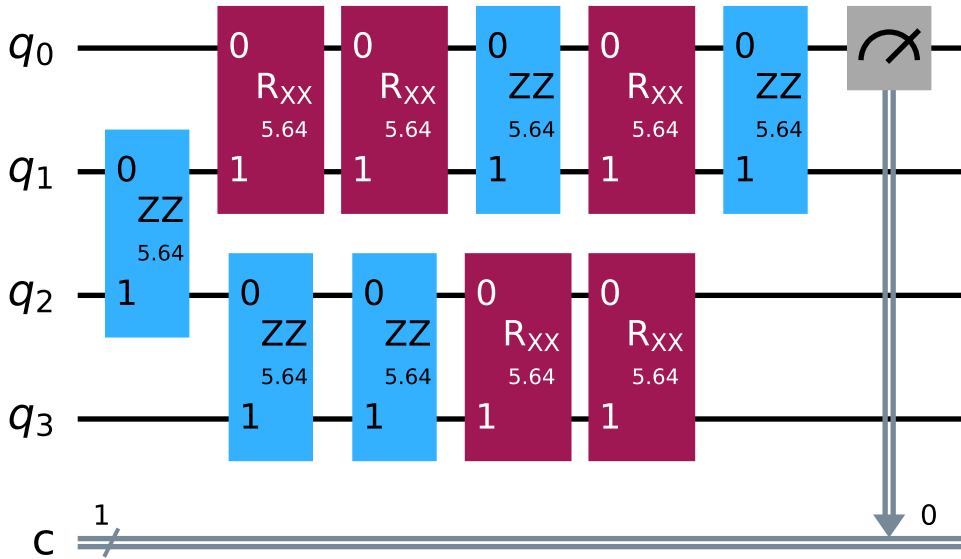 q0 0 0 0 0 0
RXX RXX ZZ RXX ZZ
5.64 5.64 5.64 5.64 5.64
q1 0 1 1 1 1 1
ZZ
5.64
q2 1 0 0 0 0
ZZ ZZ RXX RXX
5.64 5.64 5.64 5.64
q3 1 1 1 1
1 0
c